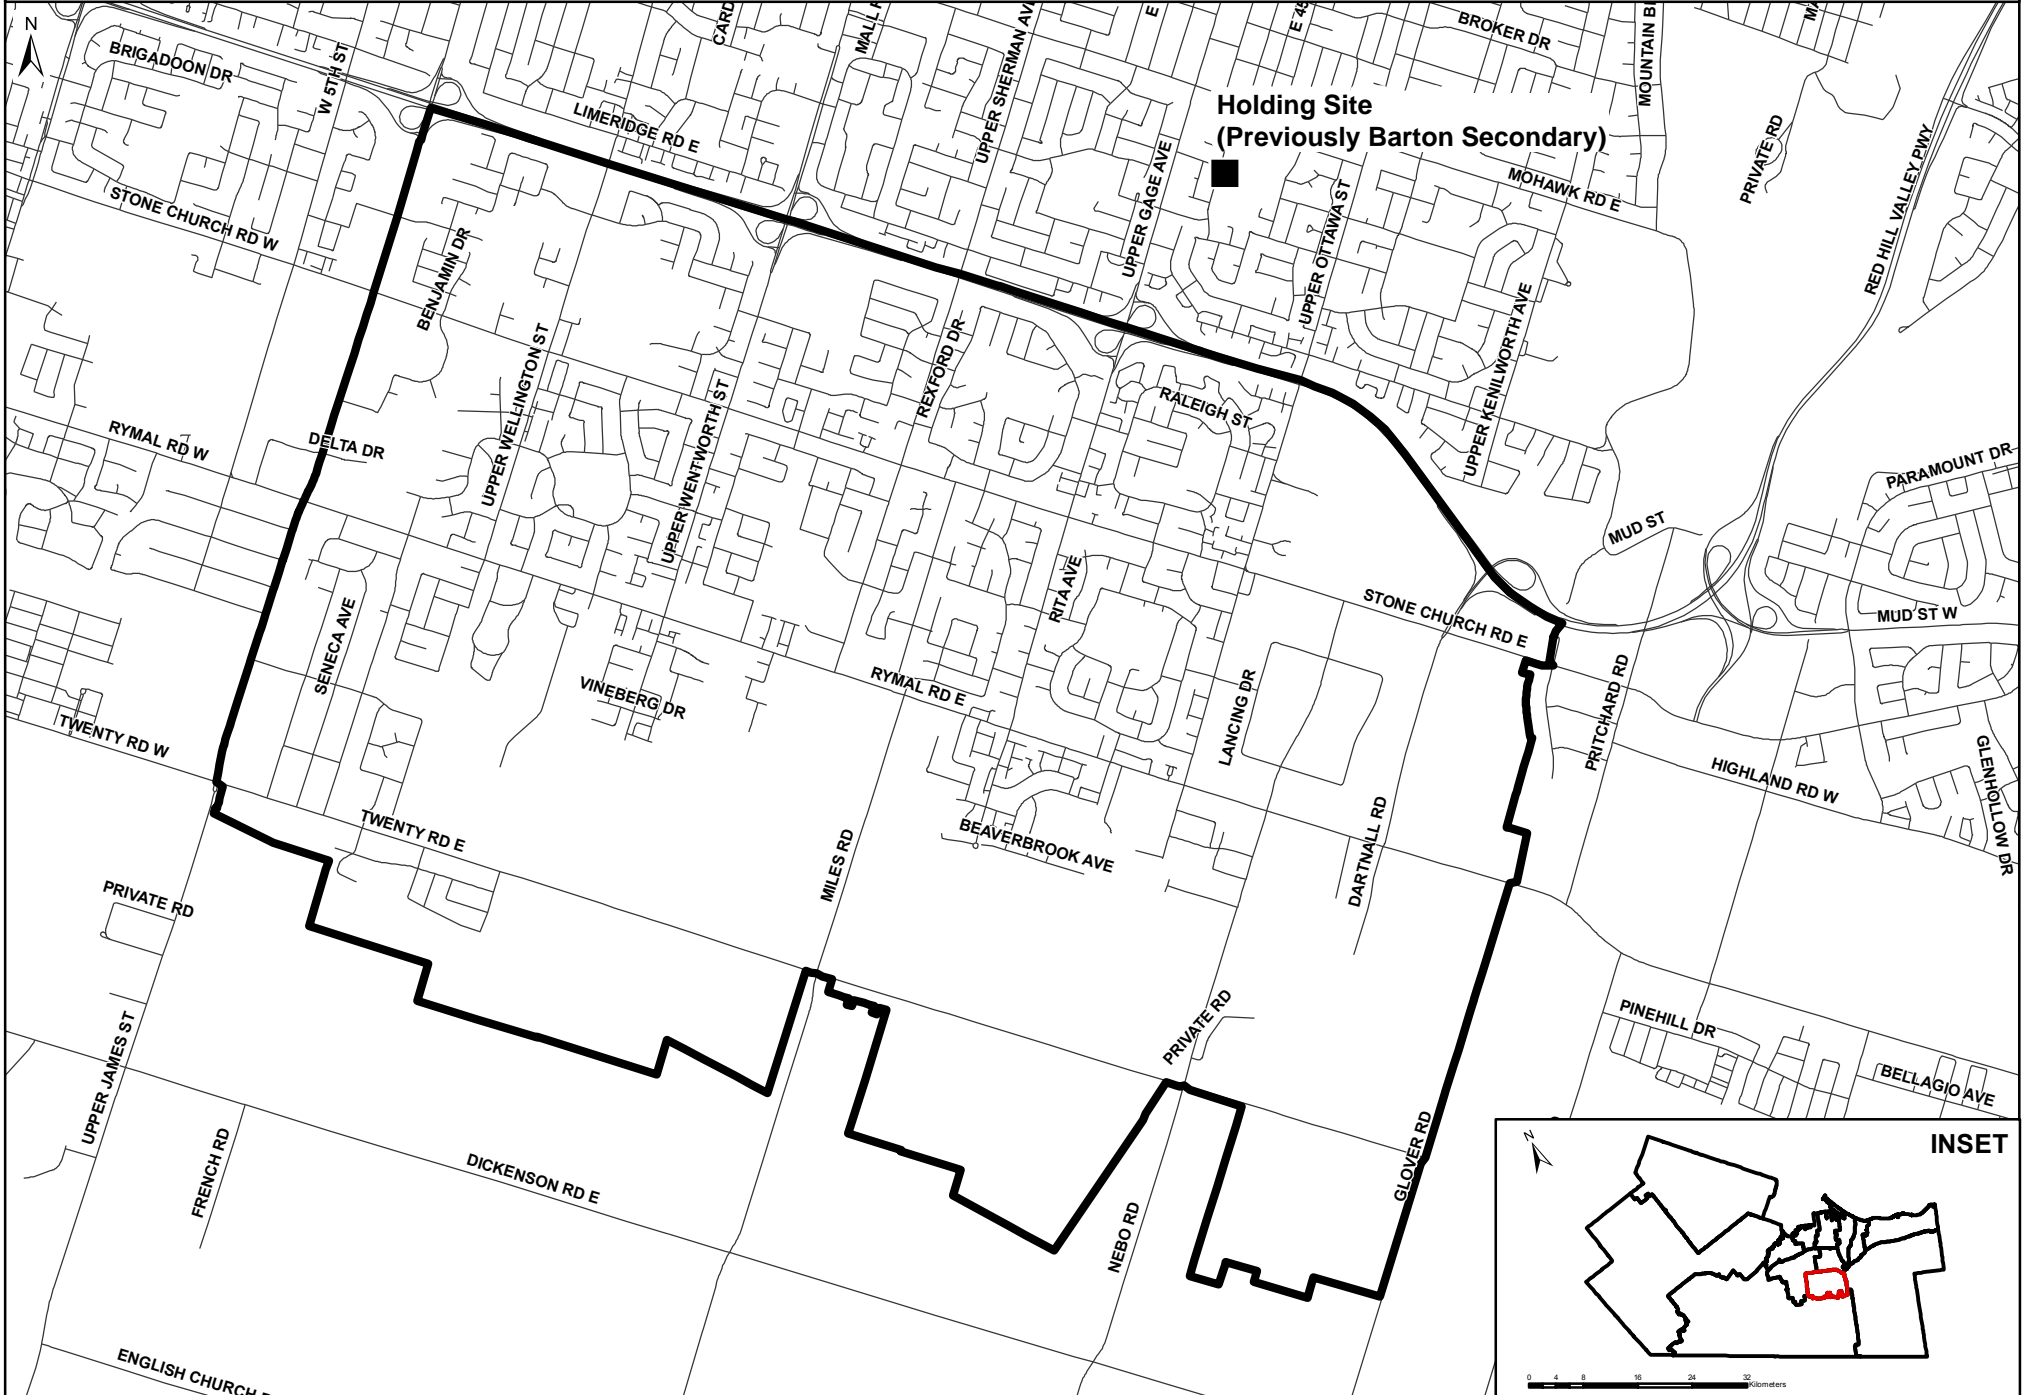 N
BRIGADOON DR
W 5TH ST
LIMERIDGE RD E
UPPER SHERMAN AVE
BROKER DR
Holding Site
(Previously Barton Secondary)
MOHAWK RD E
PRIVATE RD
RED HILL VALLEY PWY
STONE CHURCH RD W
BENJAMIN DR
UPPER GAGE AVE
UPPER OTTAWA ST
UPPER KENILWORTH AVE
UPPER WELLINGTON ST
UPPER WENTWORTH ST
REXFORD DR
RALEIGH ST
RYMAL RD W
DELTA DR
PARAMOUNT DR
MUD ST
SENECA AVE
RITA AVE
STONE CHURCH RD E
MUD ST W
VINEBERG DR
RYMAL RD E
LANCING DR
PRITCHARD RD
TWENTY RD W
HIGHLAND RD W
GLENHOLLOW DR
TWENTY RD E
MILES RD
BEAVERBROOK AVE
DARTNALL RD
PRIVATE RD
PRIVATE RD
PINEHILL DR
BELLAGIO AVE
UPPER JAMES ST
FRENCH RD
DICKENSON RD E
NEBO RD
GLOVER RD
ENGLISH CHURCH
INSET
N
0 4 8 16 24 32
Kilometers